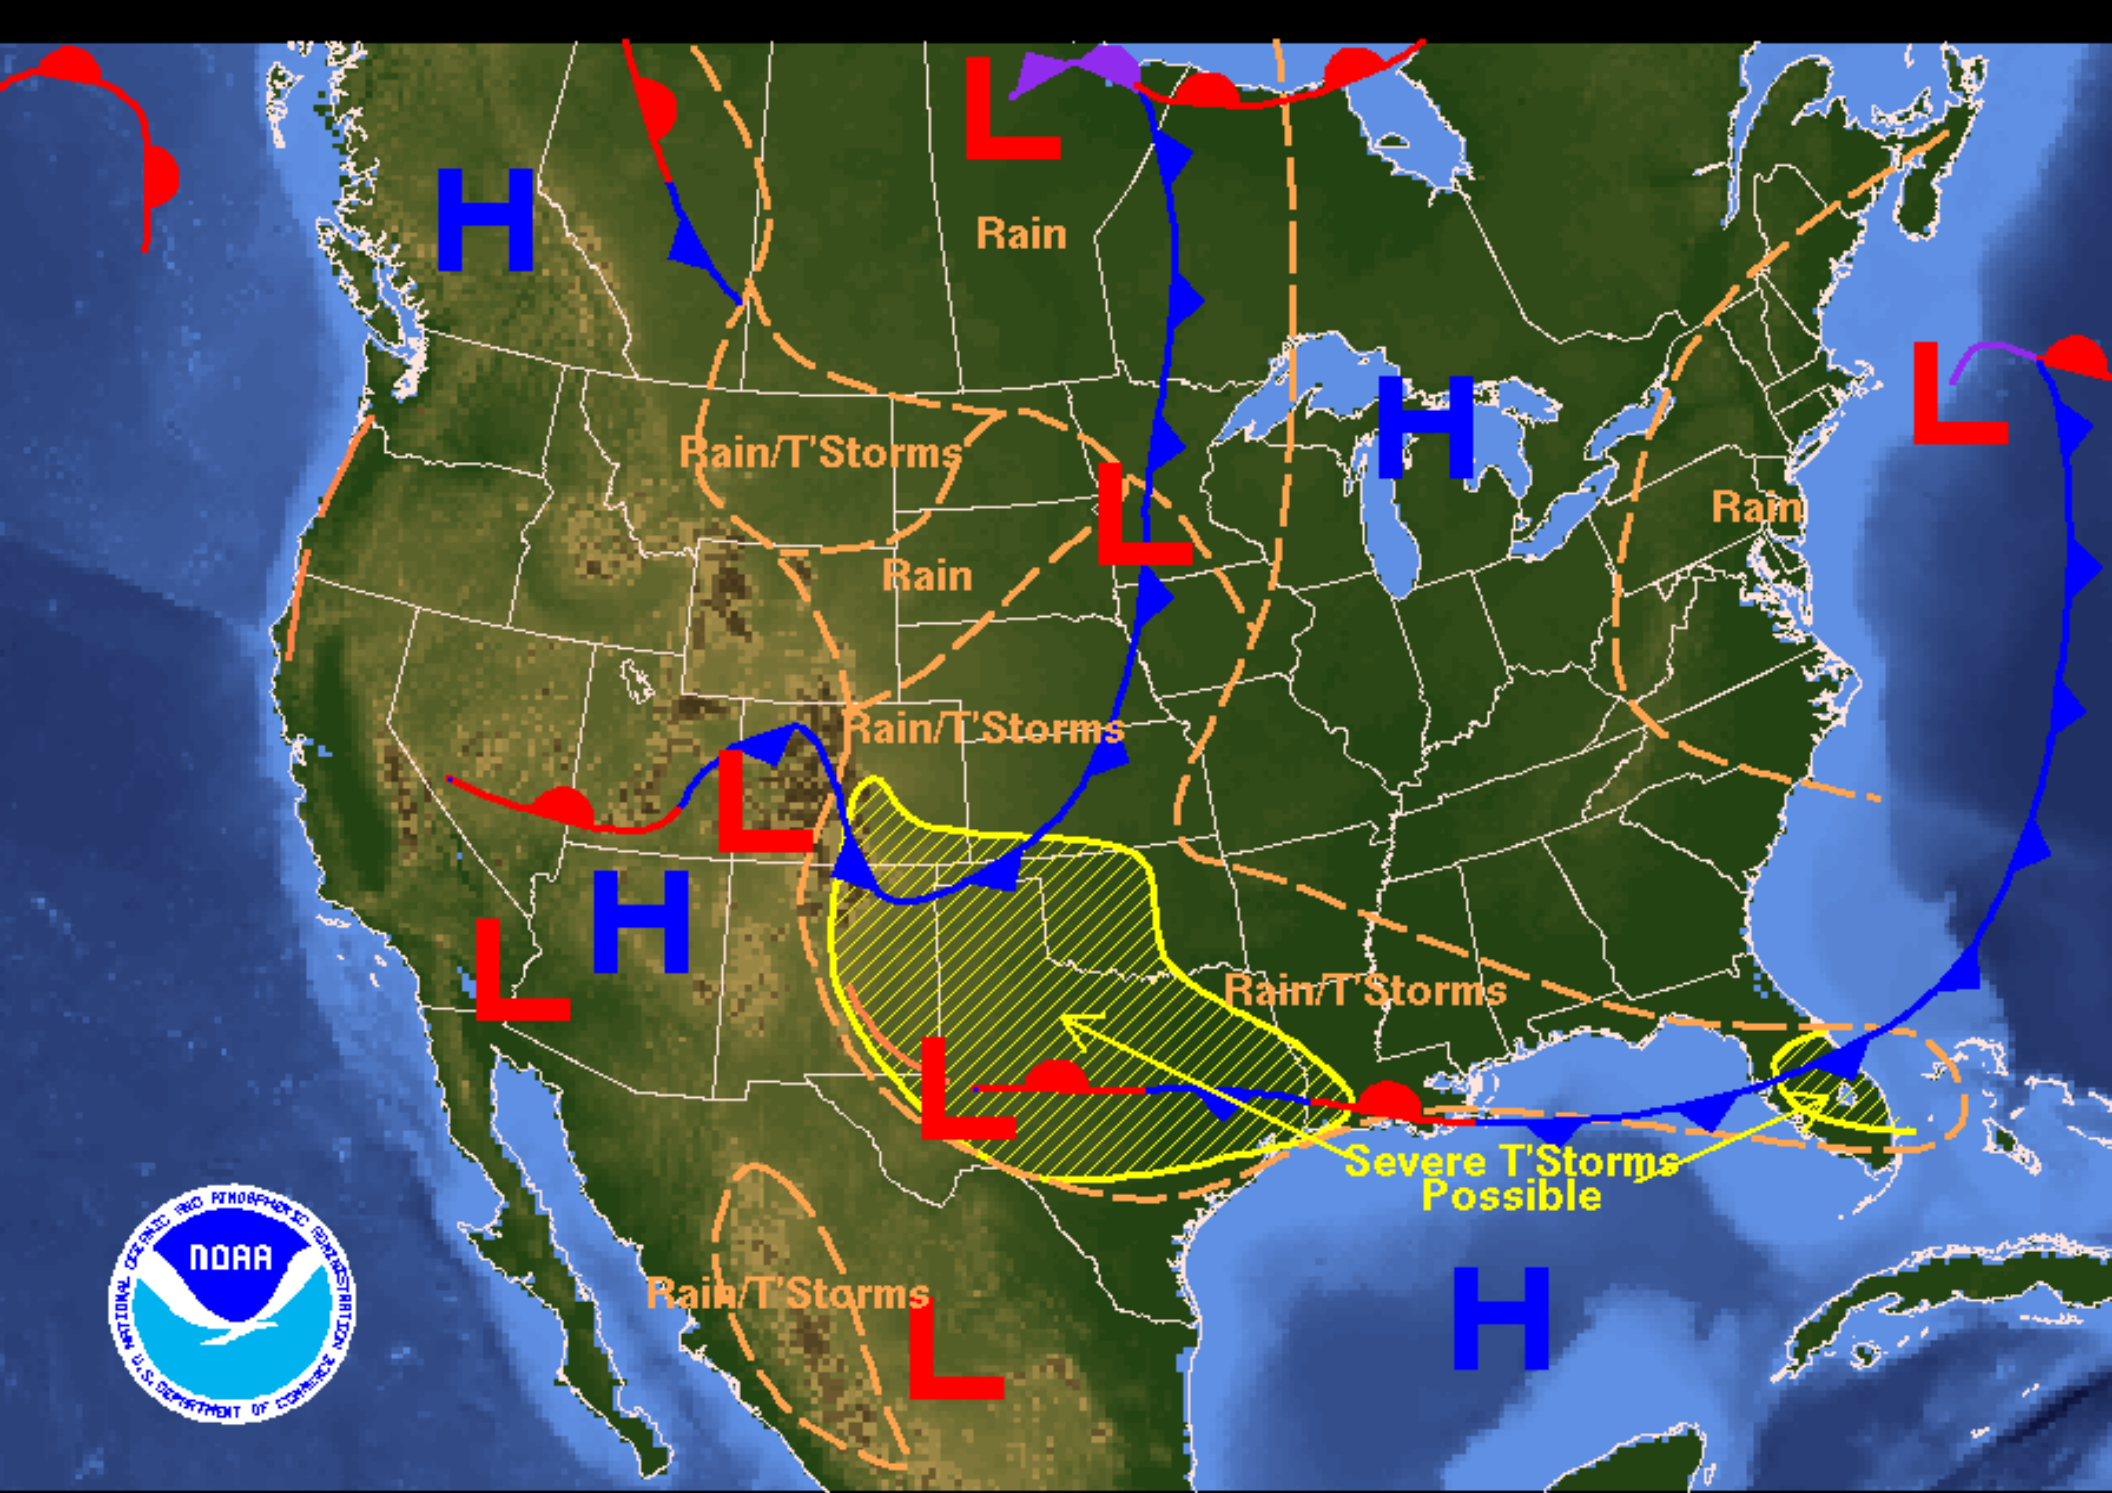 L
H
Rain
L
H
Rain/T'Storms
L
Rain
Rain
Rain/T'Storms
L
H
L
Rain/T'Storms
L
Severe T'Storms
Possible
NOAA
NATIONAL OCEANIC AND ATMOSPHERIC ADMINISTRATION
U.S. DEPARTMENT OF COMMERCE
Rain/T'Storms
L
H